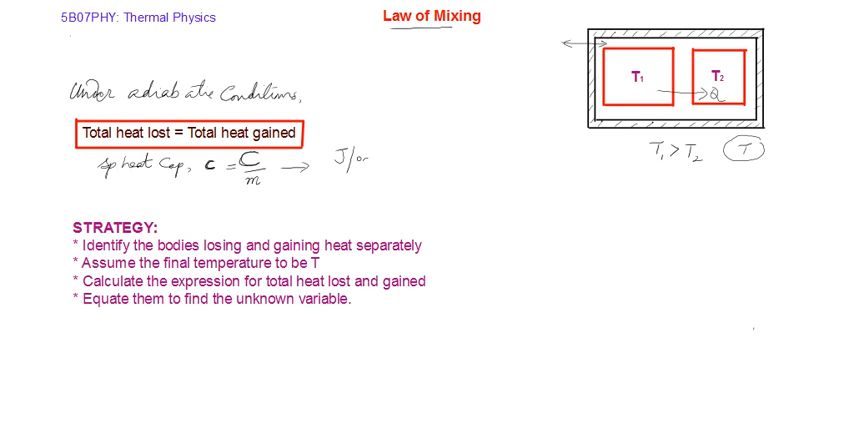 5B07PHY: Thermal Physics
Law of Mixing
T1 T2
Q
T1 > T2 T
Under adiabatic Conditions,
Total heat lost = Total heat gained
sp heat Cap, c = C/m → J/
STRATEGY:
* Identify the bodies losing and gaining heat separately
* Assume the final temperature to be T
* Calculate the expression for total heat lost and gained
* Equate them to find the unknown variable.